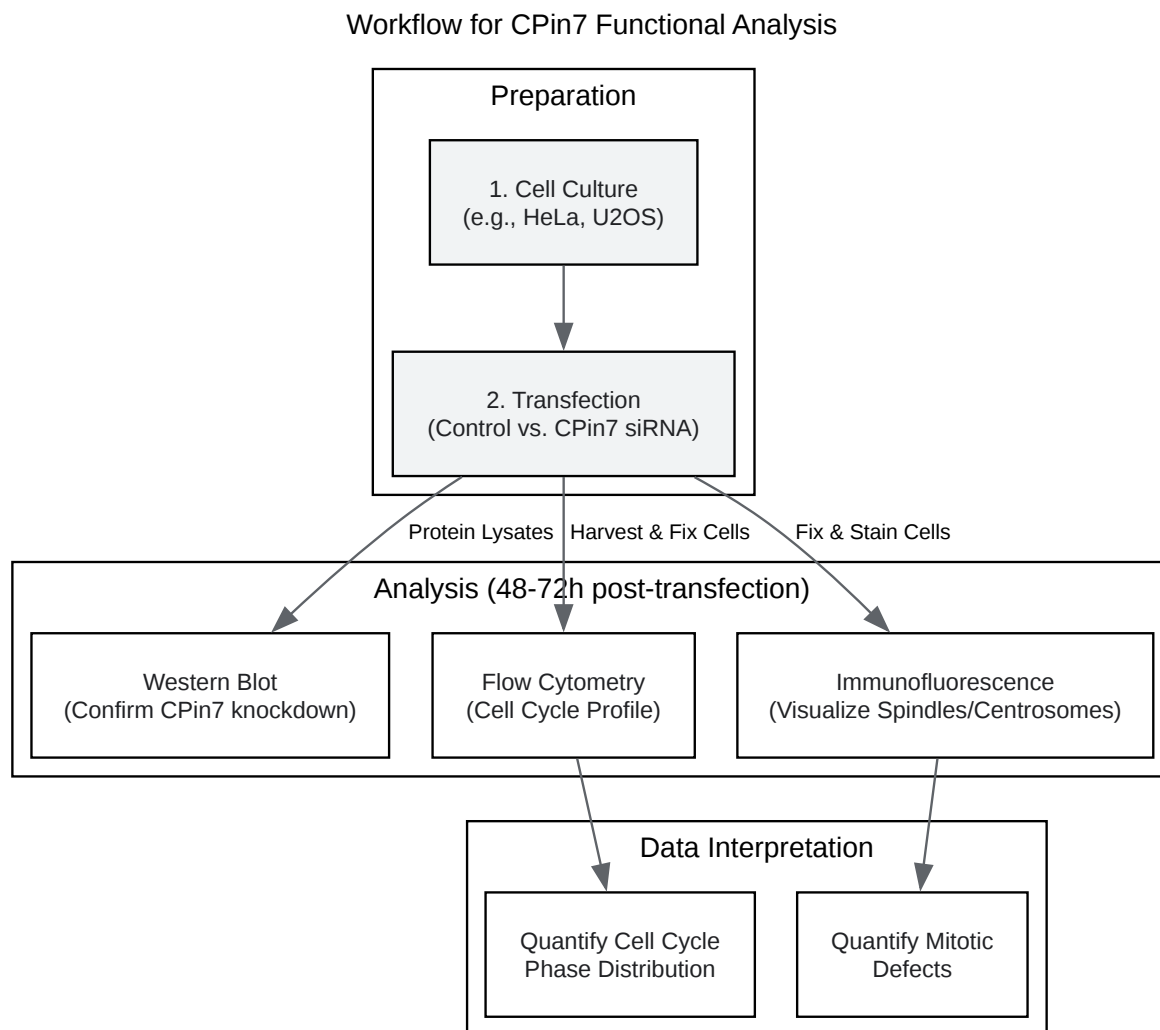 Workflow for CPin7 Functional Analysis
Preparation
1. Cell Culture
(e.g., HeLa, U2OS)
2. Transfection
(Control vs. CPin7 siRNA)
Protein Lysates
Harvest & Fix Cells
Fix & Stain Cells
Analysis (48-72h post-transfection)
Western Blot
(Confirm CPin7 knockdown)
Flow Cytometry
(Cell Cycle Profile)
Immunofluorescence
(Visualize Spindles/Centrosomes)
Data Interpretation
Quantify Cell Cycle
Phase Distribution
Quantify Mitotic
Defects